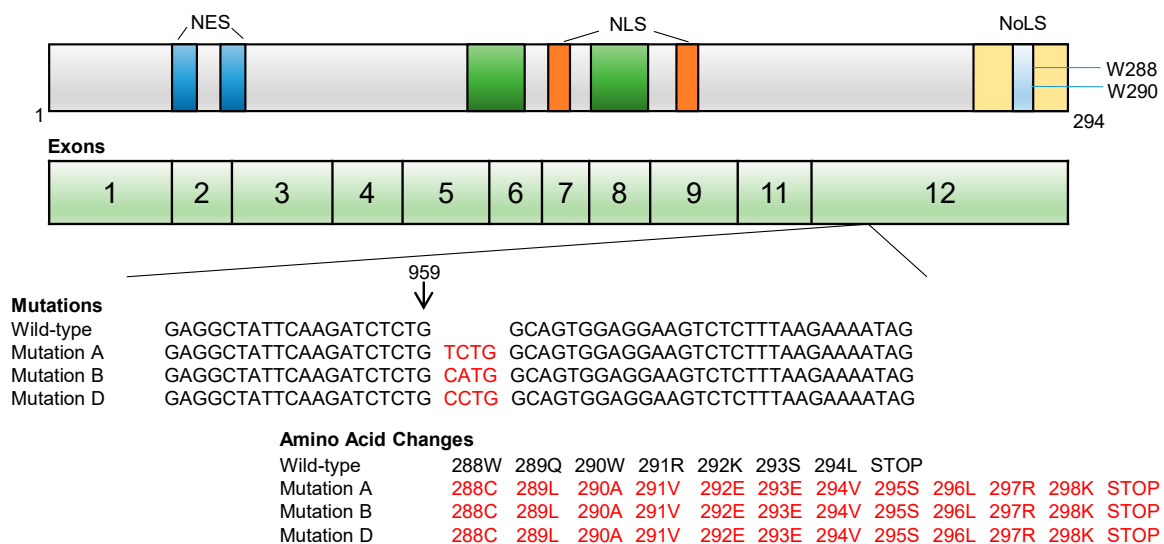 NES NLS NoLS
W288
W290
1 294
Exons
1 2 3 4 5 6 7 8 9 11 12
959
Mutations
Wild-type GAGGCTATTCAAGATCTCTG GCAGTGGAGGAAGTCTCTTTAAGAAAATAG
Mutation A GAGGCTATTCAAGATCTCTG TCTG GCAGTGGAGGAAGTCTCTTTAAGAAAATAG
Mutation B GAGGCTATTCAAGATCTCTG CATG GCAGTGGAGGAAGTCTCTTTAAGAAAATAG
Mutation D GAGGCTATTCAAGATCTCTG CCTG GCAGTGGAGGAAGTCTCTTTAAGAAAATAG
Amino Acid Changes
Wild-type 288W 289Q 290W 291R 292K 293S 294L STOP
Mutation A 288C 289L 290A 291V 292E 293E 294V 295S 296L 297R 298K STOP
Mutation B 288C 289L 290A 291V 292E 293E 294V 295S 296L 297R 298K STOP
Mutation D 288C 289L 290A 291V 292E 293E 294V 295S 296L 297R 298K STOP